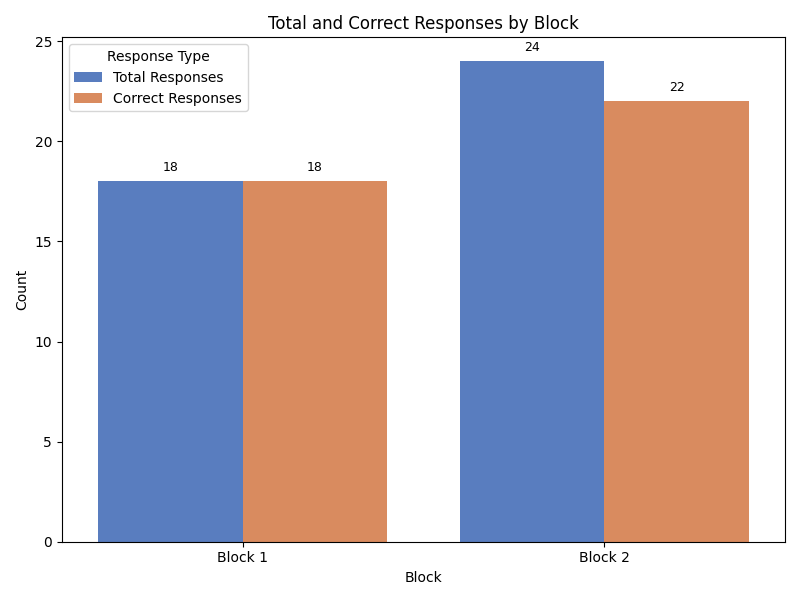 Total and Correct Responses by Block
Response Type
Total Responses
Correct Responses
25
20
15
10
5
0
Count
18
18
24
22
Block 1
Block 2
Block